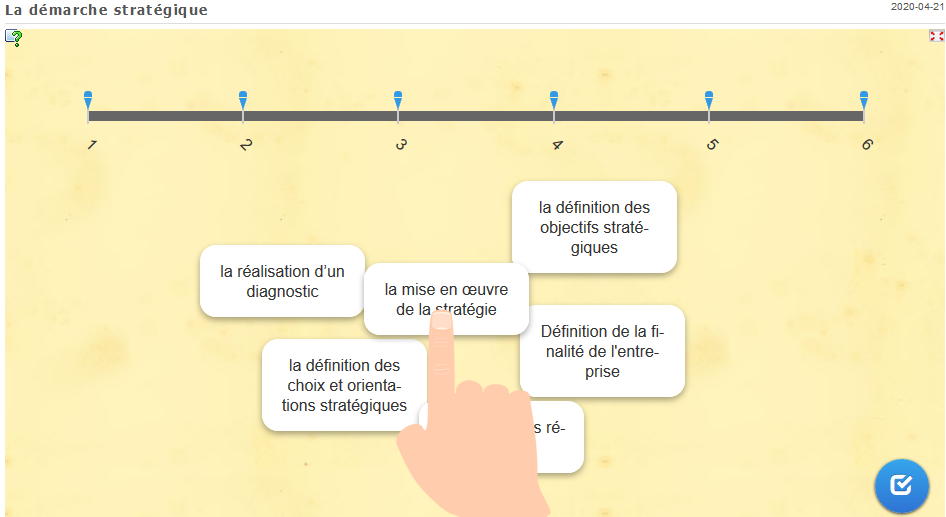 La démarche stratégique
2020-04-21
1
2
3
4
5
6
la définition des
objectifs straté-
giques
la réalisation d'un
diagnostic
la mise en œuvre
de la stratégie
Définition de la fi-
nalité de l'entre-
prise
la définition des
choix et orienta-
tions stratégiques
s ré-